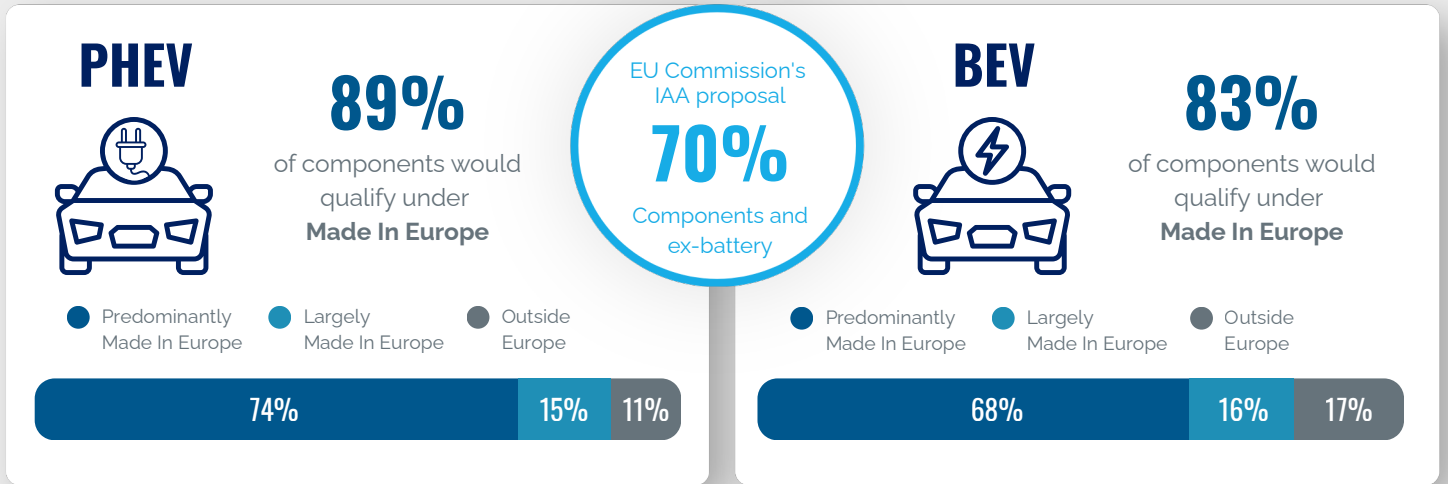 PHEV
89%
of components would
qualify under
Made In Europe
Predominantly
Made In Europe
Largely
Made In Europe
Outside
Europe
74%
15%
11%
EU Commission's
IAA proposal
70%
Components and
ex-battery
BEV
83%
of components would
qualify under
Made In Europe
Predominantly
Made In Europe
Largely
Made In Europe
Outside
Europe
68%
16%
17%